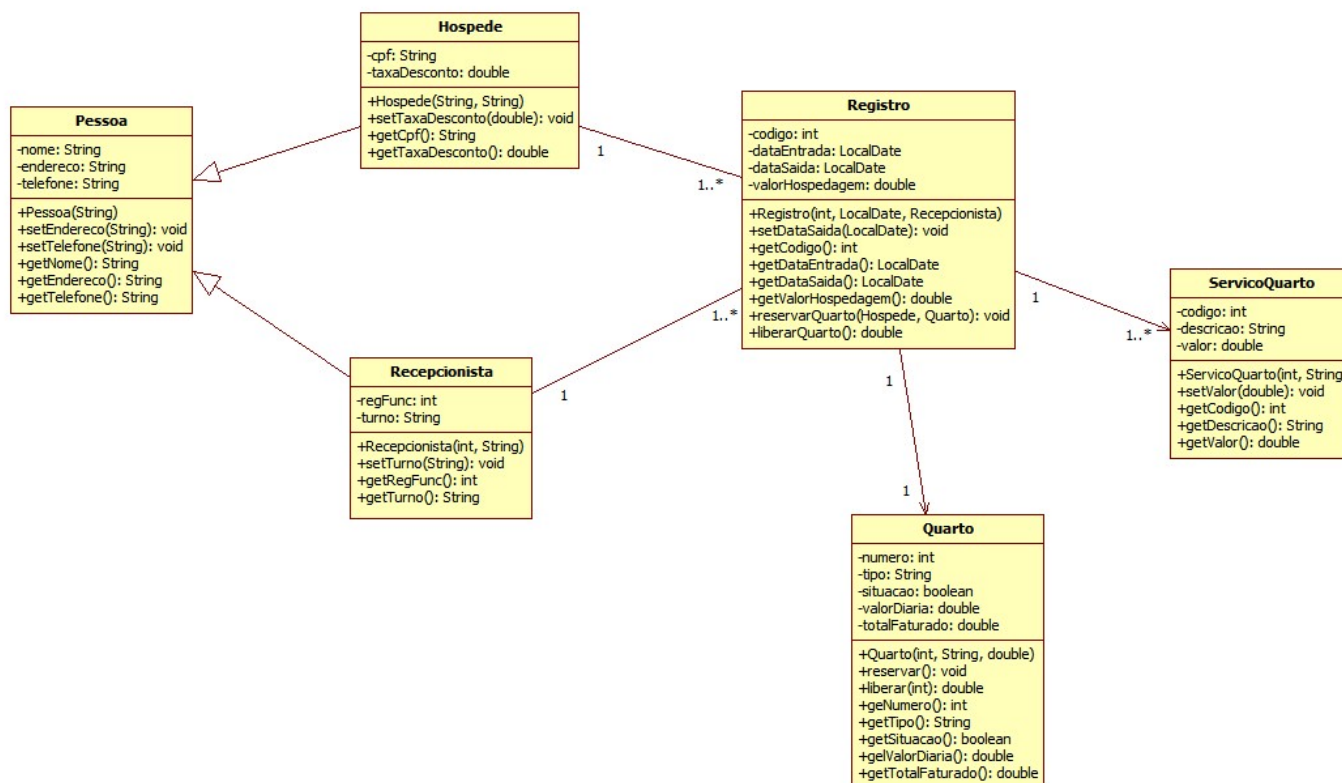 Hospede
-cpf: String
-taxaDesconto: double
+Hospede(String, String)
+setTaxaDesconto(double): void
+getCpf(): String
+getTaxaDesconto(): double
Pessoa
-nome: String
-endereco: String
-telefone: String
+Pessoa(String)
+setEndereco(String): void
+setTelefone(String): void
+getNome(): String
+getEndereco(): String
+getTelefone(): String
1
1..*
Registro
-codigo: int
-dataEntrada: LocalDate
-dataSaida: LocalDate
-valorHospedagem: double
+Registro(int, LocalDate, Recepcionista)
+setDataSaida(LocalDate): void
+getCodigo(): int
+getDataEntrada(): LocalDate
+getDataSaida(): LocalDate
+getValorHospedagem(): double
+reservarQuarto(Hospede, Quarto): void
+liberarQuarto(): double
1..*
1
Recepcionista
-regFunc: int
-turno: String
+Recepcionista(int, String)
+setTurno(String): void
+getRegFunc(): int
+getTurno(): String
1
1..*
ServicoQuarto
-codigo: int
-descricao: String
-valor: double
+ServicoQuarto(int, String
+setValor(double): void
+getCodigo(): int
+getDescricao(): String
+getValor(): double
1
1
Quarto
-numero: int
-tipo: String
-situacao: boolean
-valorDiaria: double
-totalFaturado: double
+Quarto(int, String, double)
+reservar(): void
+liberar(int): double
+geNumero(): int
+getTipo(): String
+getSituacao(): boolean
+gelValorDiaria(): double
+getTotalFaturado(): double